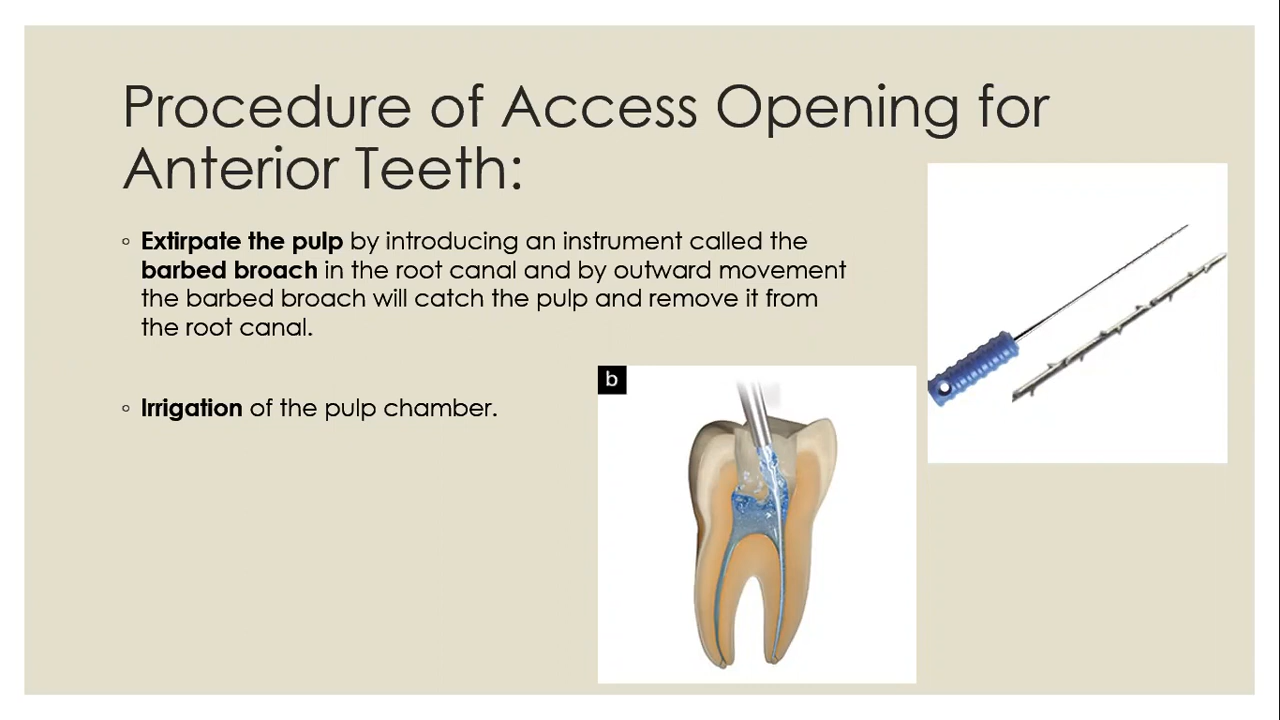 Procedure of Access Opening for
Anterior Teeth:
◦ Extirpate the pulp by introducing an instrument called the
barbed broach in the root canal and by outward movement
the barbed broach will catch the pulp and remove it from
the root canal.
◦ Irrigation of the pulp chamber.
b